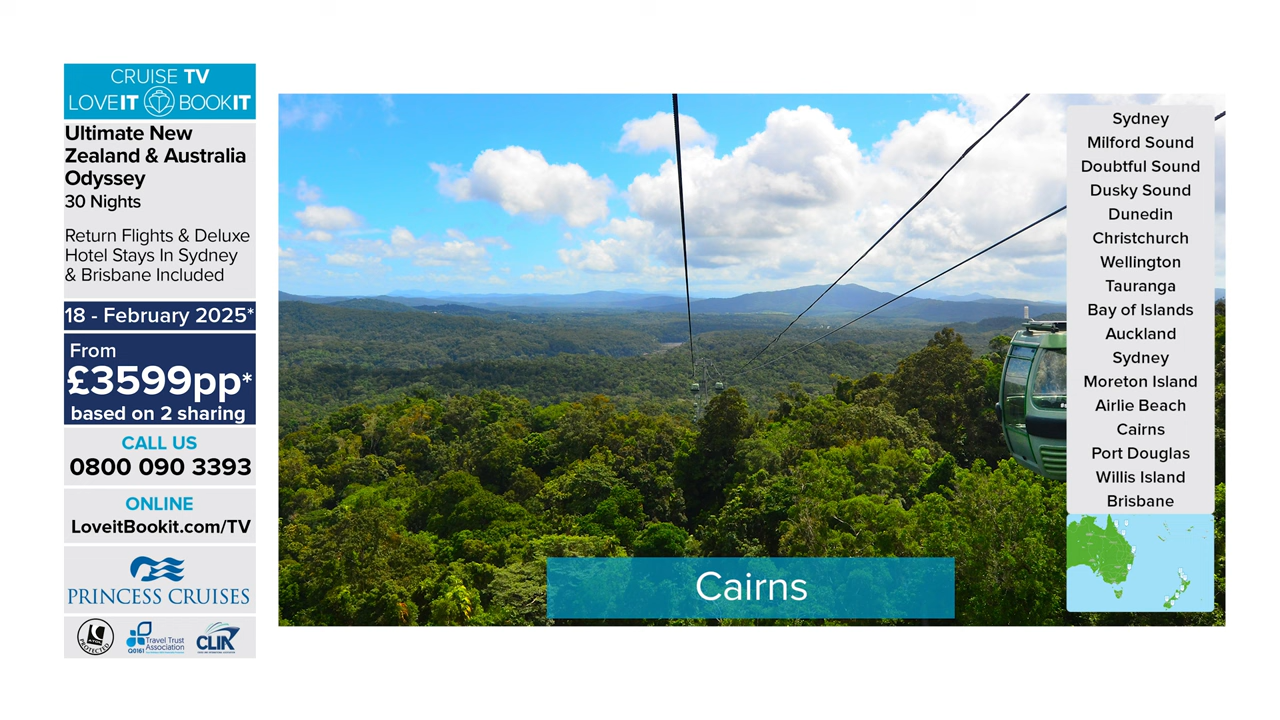 CRUISE TV
LOVEIT BOOKIT
Ultimate New
Zealand & Australia
Odyssey
30 Nights
Return Flights & Deluxe
Hotel Stays In Sydney
& Brisbane Included
18 - February 2025*
From
£3599pp*
based on 2 sharing
CALL US
0800 090 3393
ONLINE
LoveitBookit.com/TV
PRINCESS CRUISES
PROTECTED
Travel Trust
Association
Q0161
CLIA
Cairns
Sydney
Milford Sound
Doubtful Sound
Dusky Sound
Dunedin
Christchurch
Wellington
Tauranga
Bay of Islands
Auckland
Sydney
Moreton Island
Airlie Beach
Cairns
Port Douglas
Willis Island
Brisbane